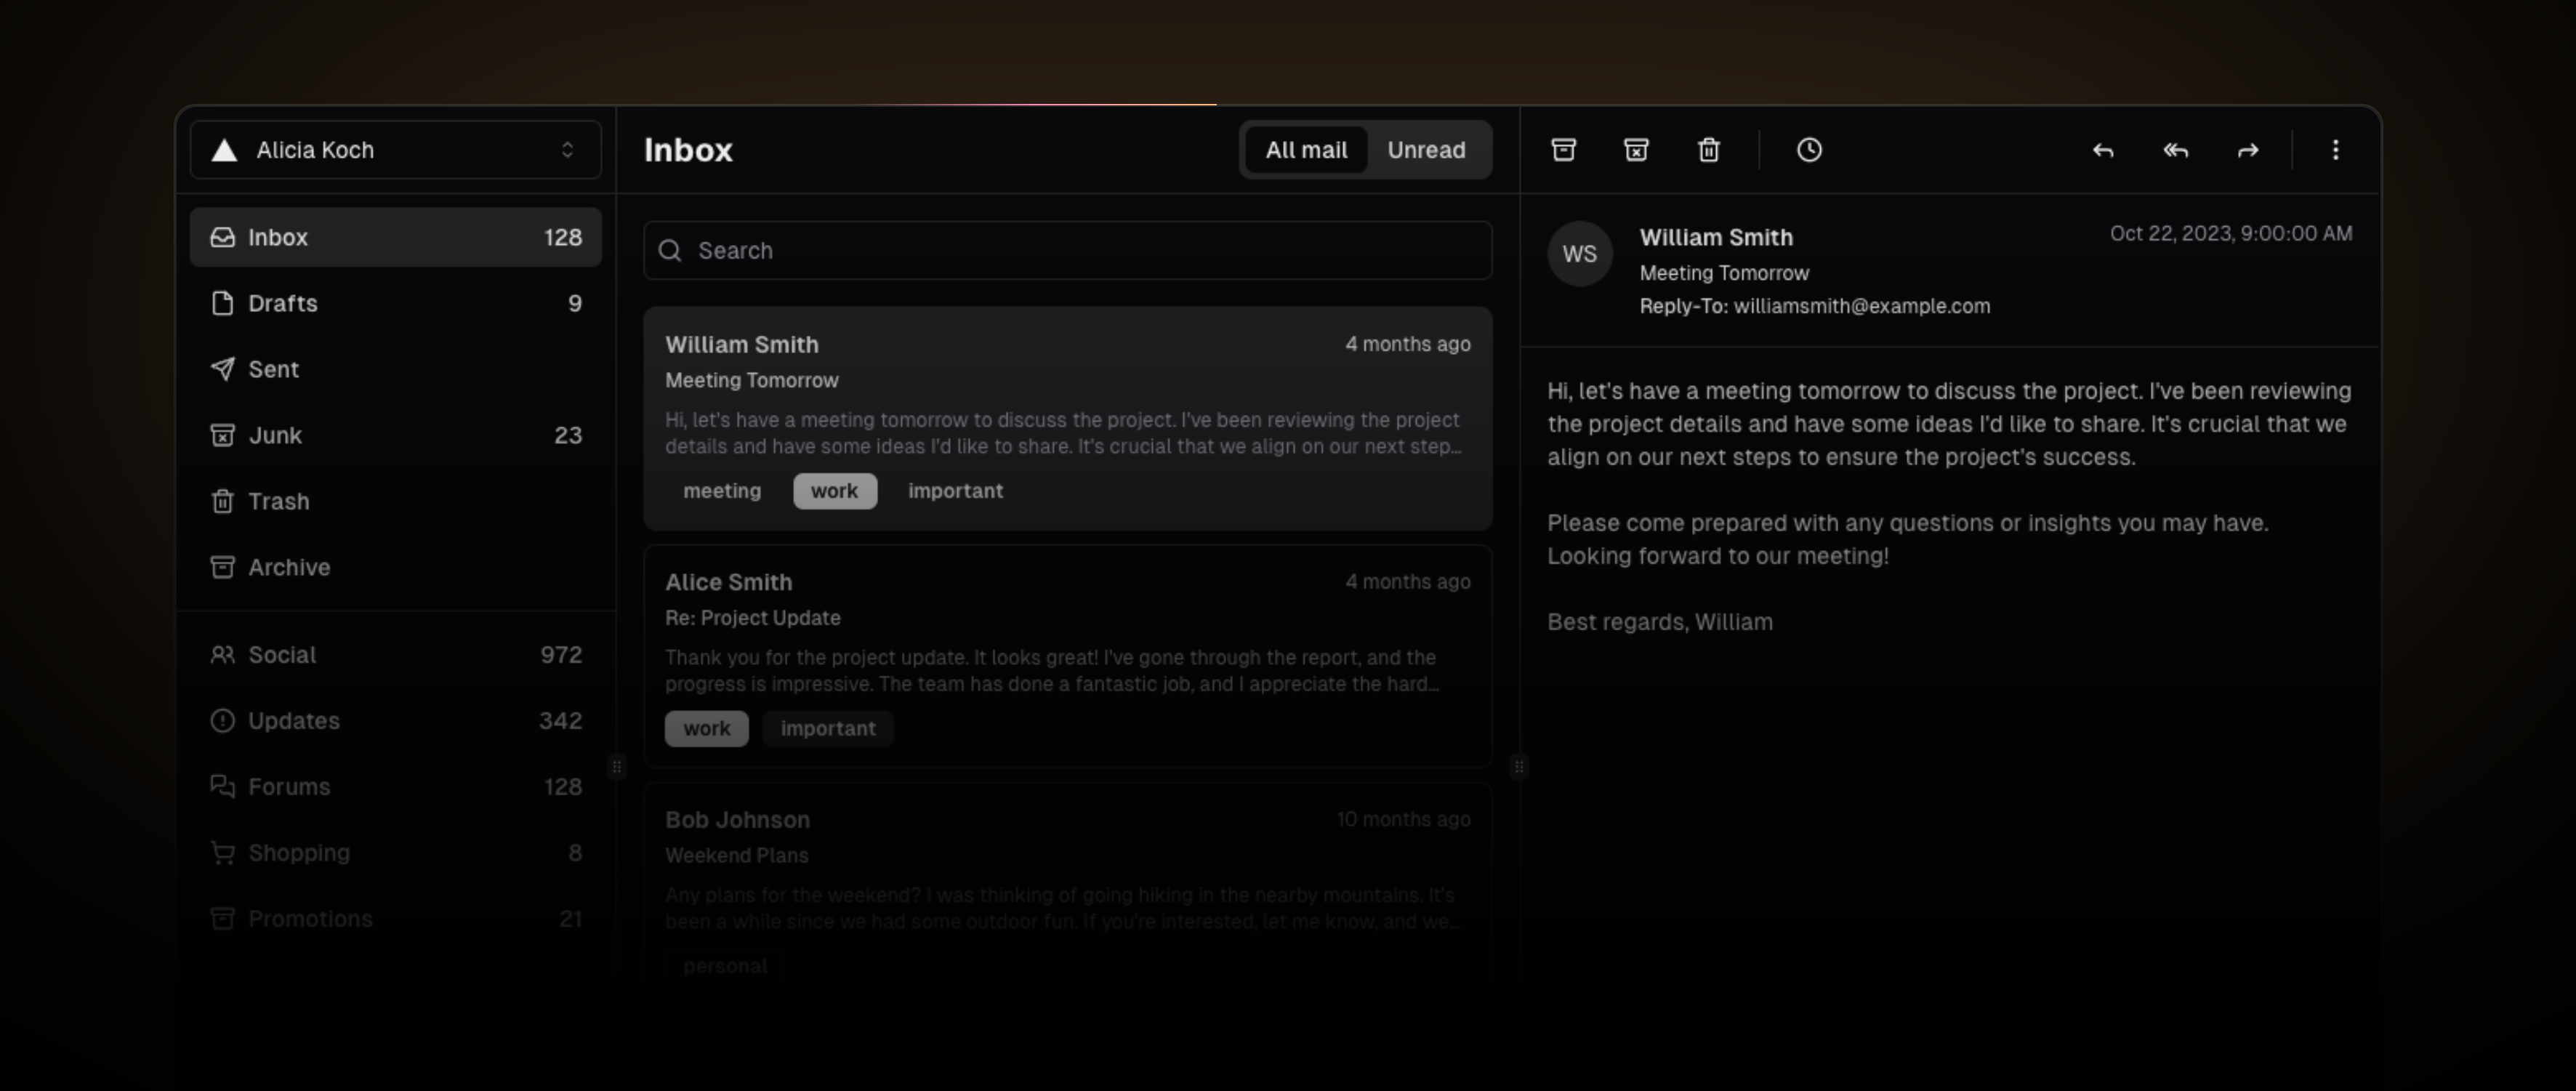 Alicia Koch
Inbox 128
Drafts 9
Sent
Junk 23
Trash
Archive
Social 972
Updates 342
Forums 128
Shopping 8
Promotions 21
Inbox
All mail Unread
Search
William Smith 4 months ago
Meeting Tomorrow
Hi, let's have a meeting tomorrow to discuss the project. I've been reviewing the project
details and have some ideas I'd like to share. It's crucial that we align on our next step...
meeting work important
Alice Smith 4 months ago
Re: Project Update
Thank you for the project update. It looks great! I've gone through the report, and the
progress is impressive. The team has done a fantastic job, and I appreciate the hard...
work important
Bob Johnson 10 months ago
Weekend Plans
Any plans for the weekend? I was thinking of going hiking in the nearby mountains. It's
been a while since we had some outdoor fun. If you're interested, let me know, and we...
personal
WS
William Smith Oct 22, 2023, 9:00:00 AM
Meeting Tomorrow
Reply-To: williamsmith@example.com
Hi, let's have a meeting tomorrow to discuss the project. I've been reviewing
the project details and have some ideas I'd like to share. It's crucial that we
align on our next steps to ensure the project's success.
Please come prepared with any questions or insights you may have.
Looking forward to our meeting!
Best regards, William